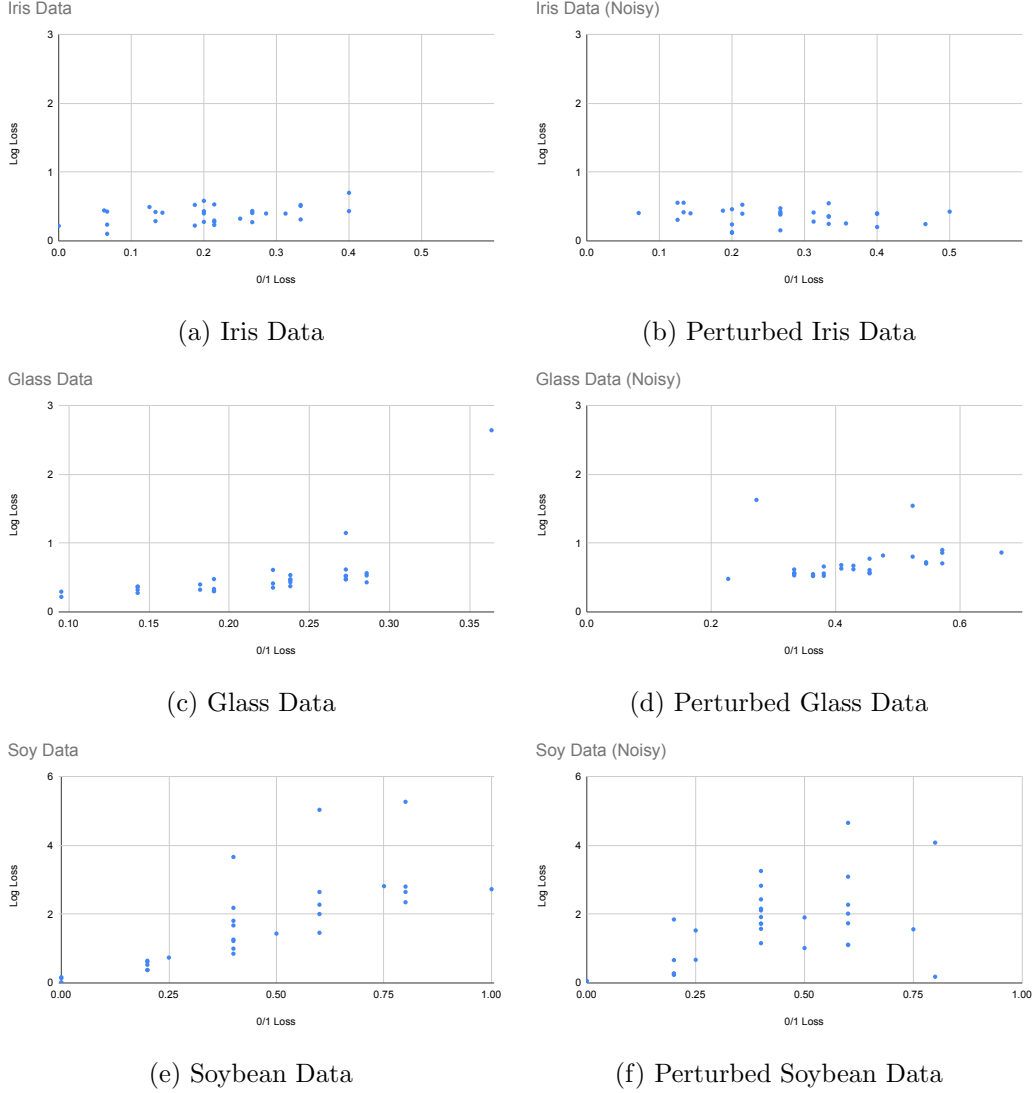 Iris Data
3
2
1
0
Log Loss
0.0 0.1 0.2 0.3 0.4 0.5
0/1 Loss
(a) Iris Data
Iris Data (Noisy)
3
2
1
0
Log Loss
0.0 0.1 0.2 0.3 0.4 0.5
0/1 Loss
(b) Perturbed Iris Data
Glass Data
3
2
1
0
Log Loss
0.10 0.15 0.20 0.25 0.30 0.35
0/1 Loss
(c) Glass Data
Glass Data (Noisy)
3
2
1
0
Log Loss
0.0 0.2 0.4 0.6
0/1 Loss
(d) Perturbed Glass Data
Soy Data
6
4
2
0
Log Loss
0.00 0.25 0.50 0.75 1.00
0/1 Loss
(e) Soybean Data
Soy Data (Noisy)
6
4
2
0
Log Loss
0.00 0.25 0.50 0.75 1.00
0/1 Loss
(f) Perturbed Soybean Data